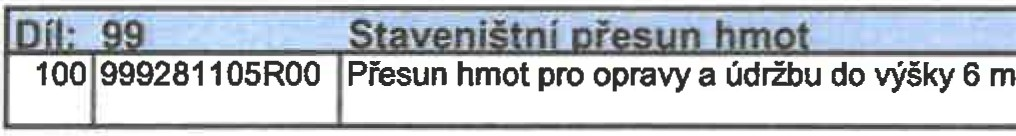 Díl: 99 Staveništní přesun hmot
100 999281105R00 Přesun hmot pro opravy a údržbu do výšky 6 m